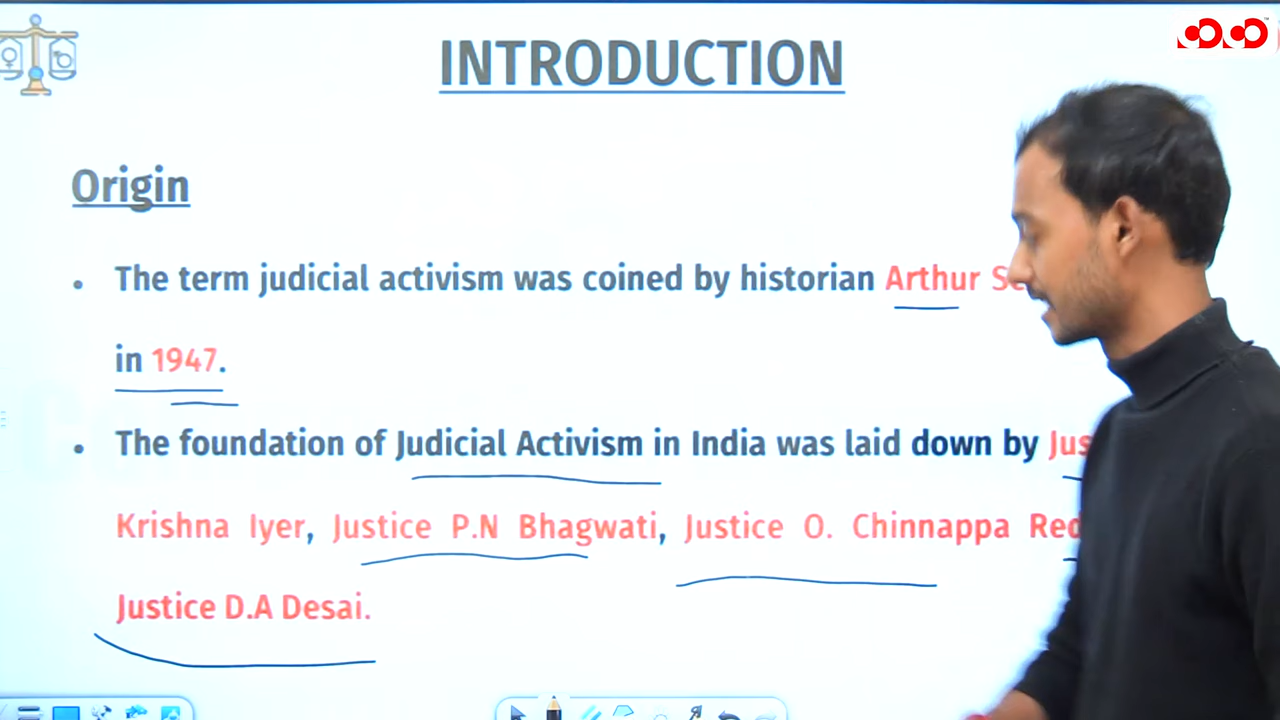 INTRODUCTION
Origin
• The term judicial activism was coined by historian Arthur
in 1947.
• The foundation of Judicial Activism in India was laid down by
Krishna Iyer, Justice P.N Bhagwati, Justice O. Chinnappa
Justice D.A Desai.